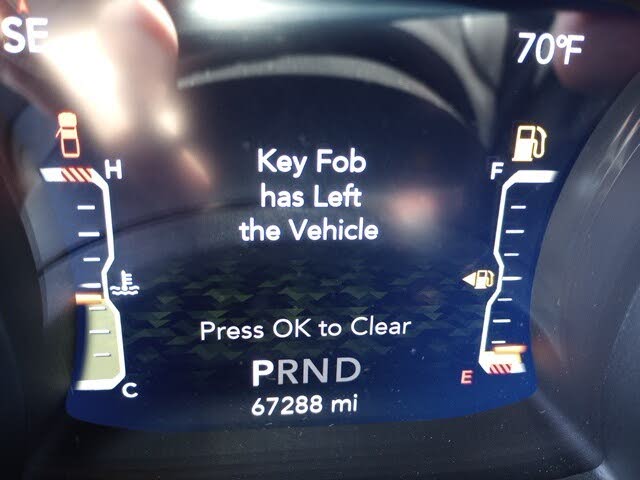 SE
70°F
H
F
Key Fob
has Left
the Vehicle
Press OK to Clear
PRND
E
C
67288 mi